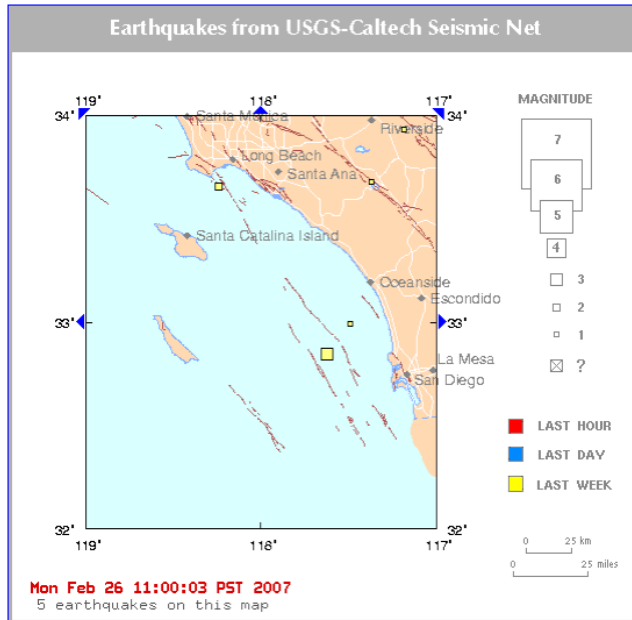 Earthquakes from USGS-Caltech Seismic Net
119° 118° 117°
34° 34°
Santa Monica
Riverside
Long Beach
Santa Ana
Santa Catalina Island
Oceanside
Escondido
33° 33°
La Mesa
San Diego
32° 32°
119° 118° 117°
MAGNITUDE
7
6
5
4
3
2
1
?
LAST HOUR
LAST DAY
LAST WEEK
0 25 km
0 25 miles
Mon Feb 26 11:00:03 PST 2007
5 earthquakes on this map